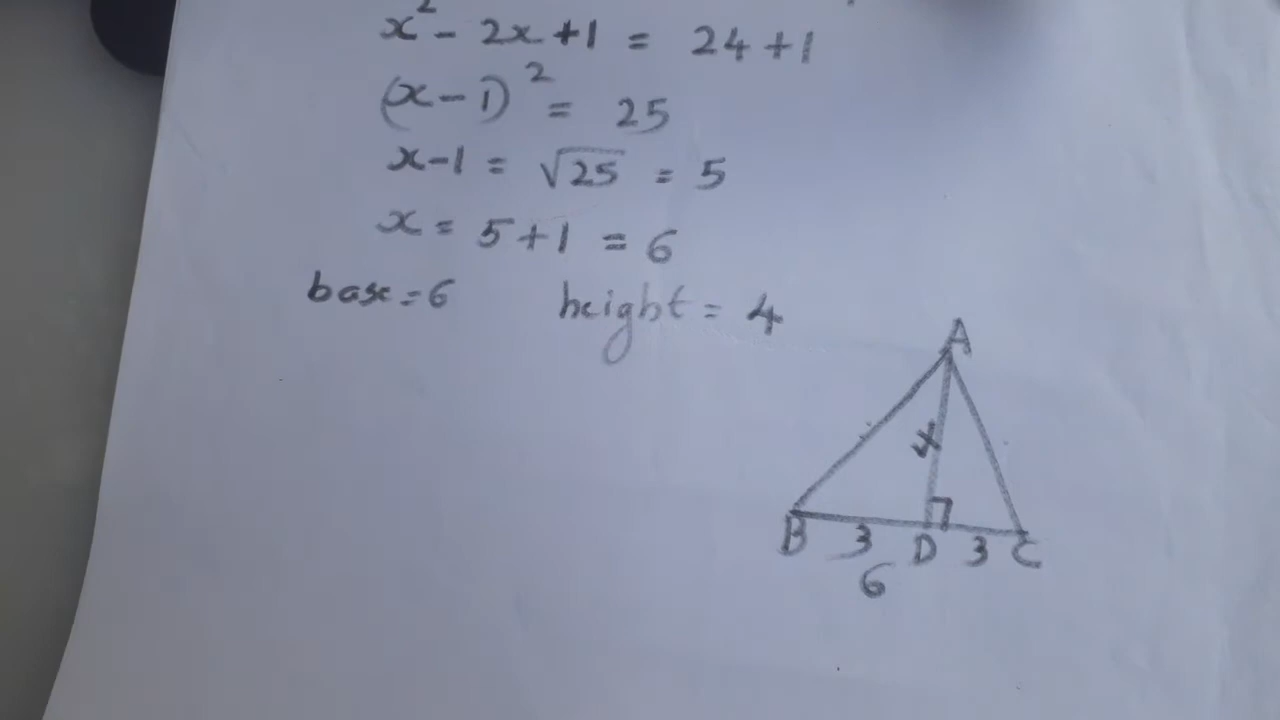 x² - 2x + 1 = 24 + 1
(x - 1)² = 25
x - 1 = √25 = 5
x = 5 + 1 = 6
base = 6 height = 4
A
4
B 3 D 3 C
6